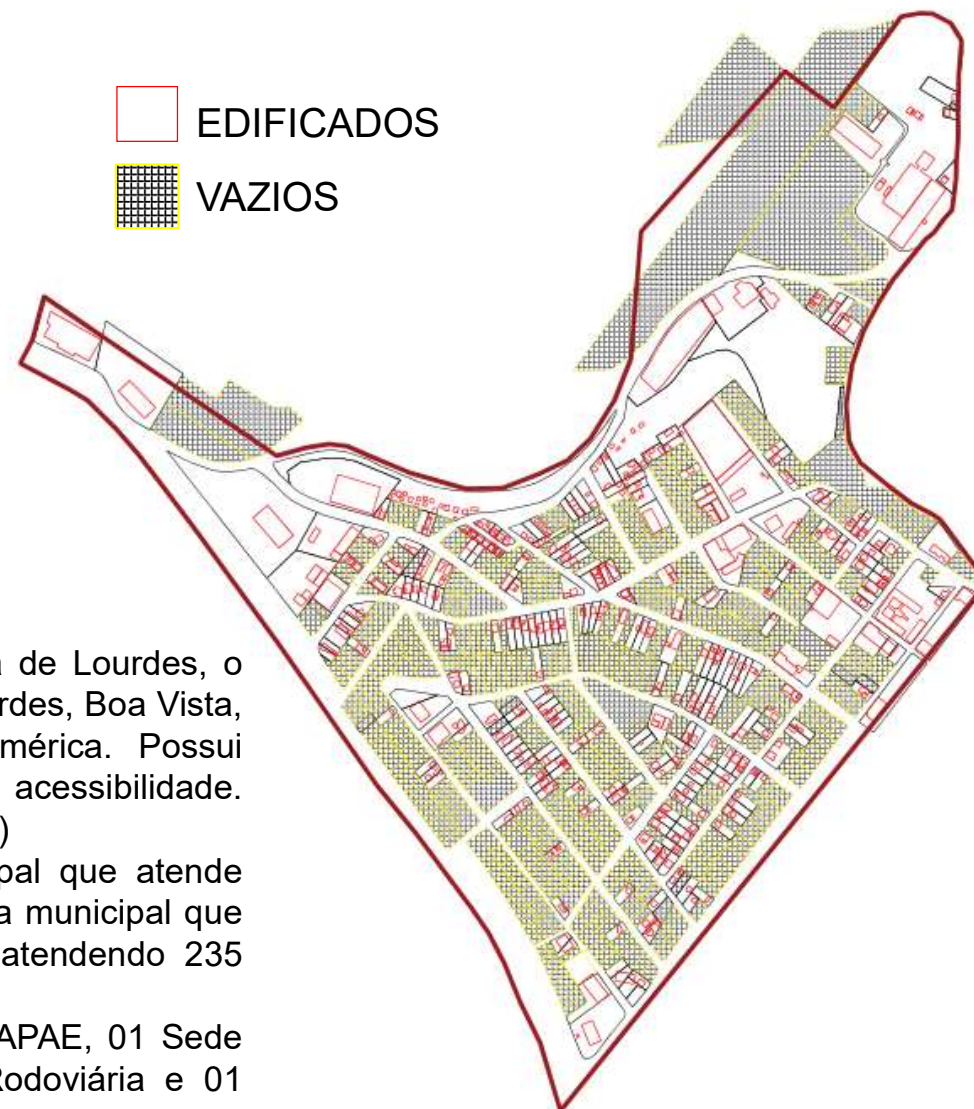 EDIFICADOS
VAZIOS
de Lourdes, o
rdes, Boa Vista,
mérica. Possui
acessibilidade.
)
pal que atende
a municipal que
atendendo 235
APAE, 01 Sede
Rodoviária e 01